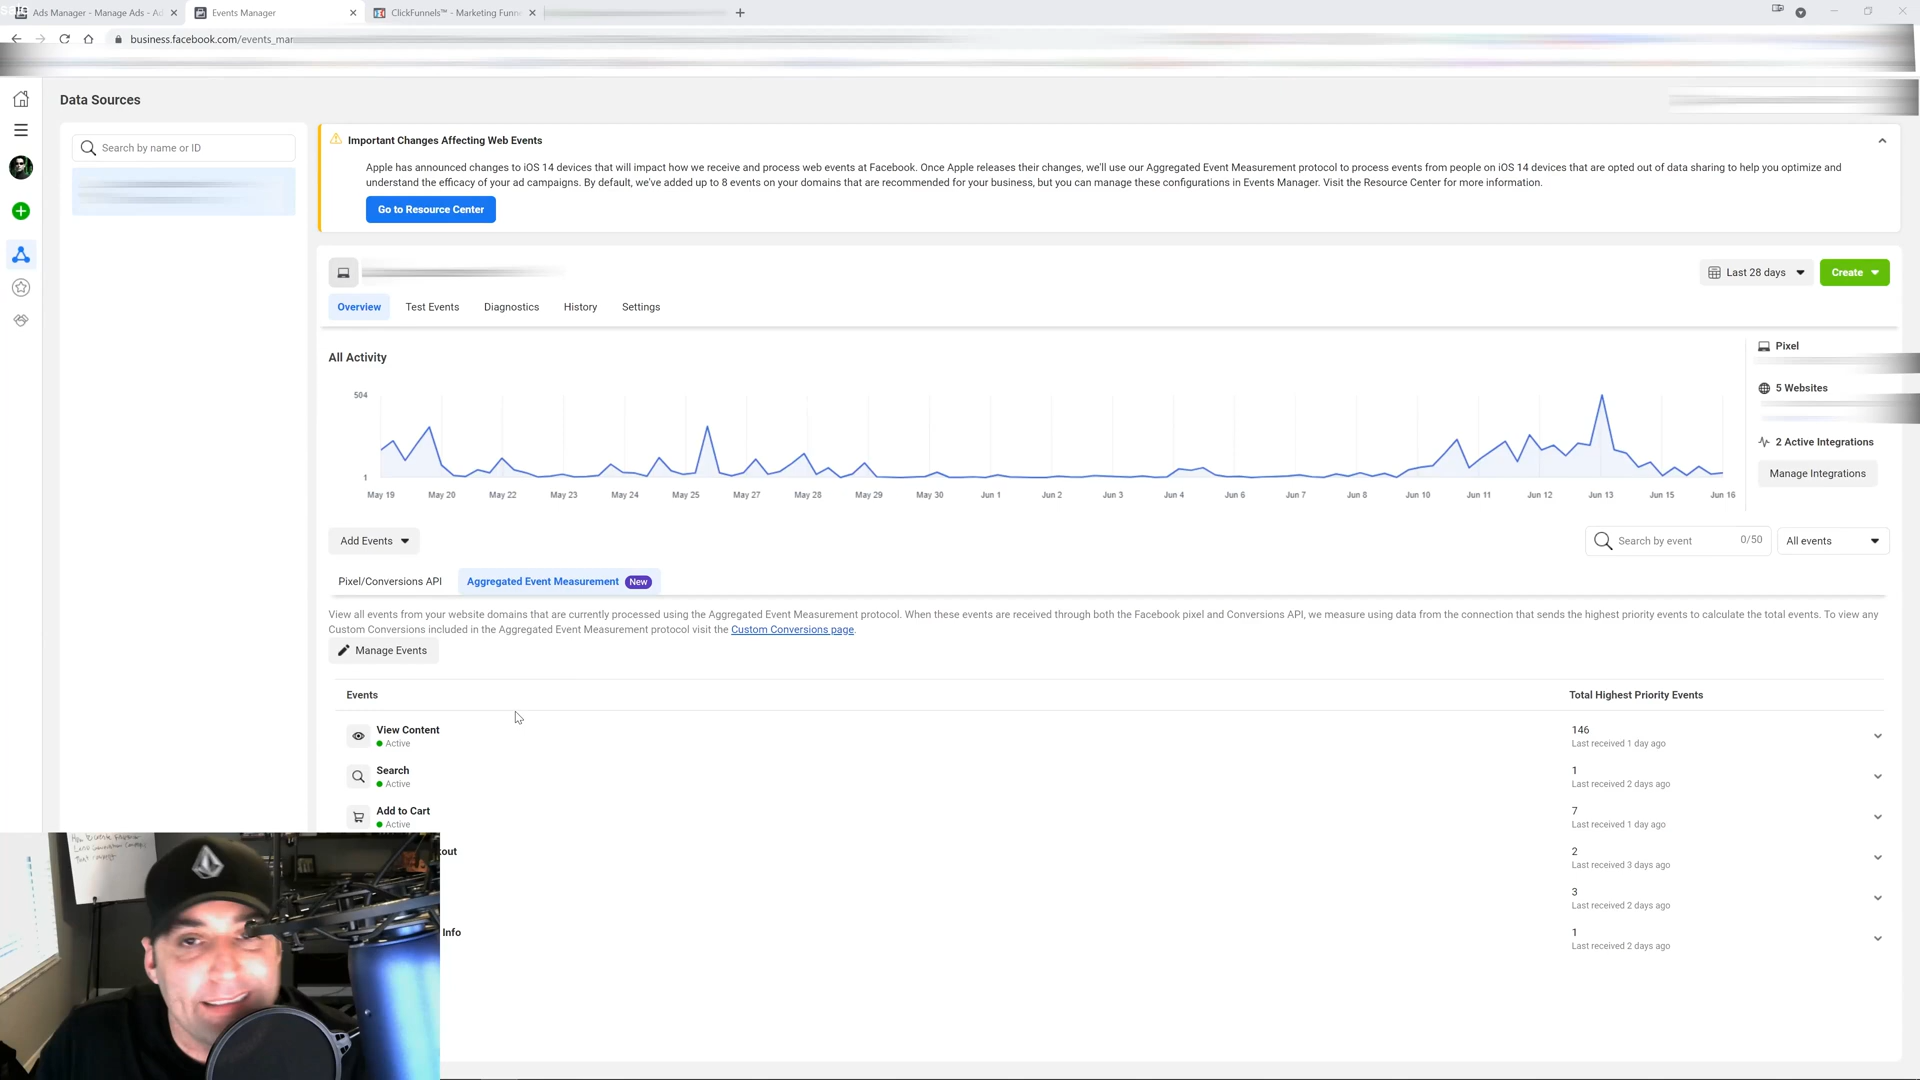 Ads Manager - Manage Ads - Ad
Events Manager
ClickFunnels™ - Marketing Funn
business.facebook.com/events_mar
Data Sources
Search by name or ID
Important Changes Affecting Web Events
Apple has announced changes to iOS 14 devices that will impact how we receive and process web events at Facebook. Once Apple releases their changes, we'll use our Aggregated Event Measurement protocol to process events from people on iOS 14 devices that are opted out of data sharing to help you optimize and
understand the efficacy of your ad campaigns. By default, we've added up to 8 events on your domains that are recommended for your business, but you can manage these configurations in Events Manager. Visit the Resource Center for more information.
Go to Resource Center
Last 28 days
Create
Overview
Test Events
Diagnostics
History
Settings
All Activity
504
1
May 19 May 20 May 22 May 23 May 24 May 25 May 27 May 28 May 29 May 30 Jun 1 Jun 2 Jun 3 Jun 4 Jun 6 Jun 7 Jun 8 Jun 10 Jun 11 Jun 12 Jun 13 Jun 15 Jun 16
Pixel
5 Websites
2 Active Integrations
Manage Integrations
Add Events
Search by event
0/50
All events
Pixel/Conversions API
Aggregated Event Measurement New
View all events from your website domains that are currently processed using the Aggregated Event Measurement protocol. When these events are received through both the Facebook pixel and Conversions API, we measure using data from the connection that sends the highest priority events to calculate the total events. To view any
Custom Conversions included in the Aggregated Event Measurement protocol visit the Custom Conversions page.
Manage Events
Events
Total Highest Priority Events
View Content
Active
146
Last received 1 day ago
Search
Active
1
Last received 2 days ago
Add to Cart
Active
7
Last received 1 day ago
out
2
Last received 3 days ago
3
Last received 2 days ago
Info
1
Last received 2 days ago